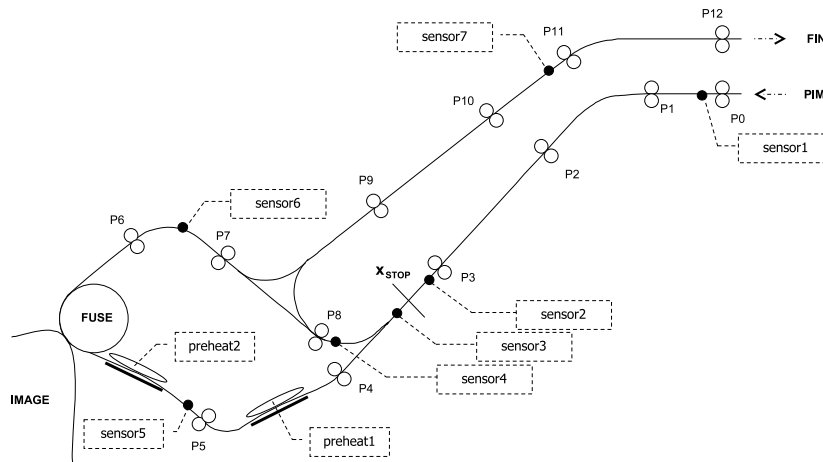 P12
P11
sensor7
FIN
PIM
P10
P1
P0
sensor1
P2
P9
sensor6
P6
P7
XSTOP
P3
sensor2
FUSE
P8
sensor3
preheat2
sensor4
P4
IMAGE
sensor5
P5
preheat1